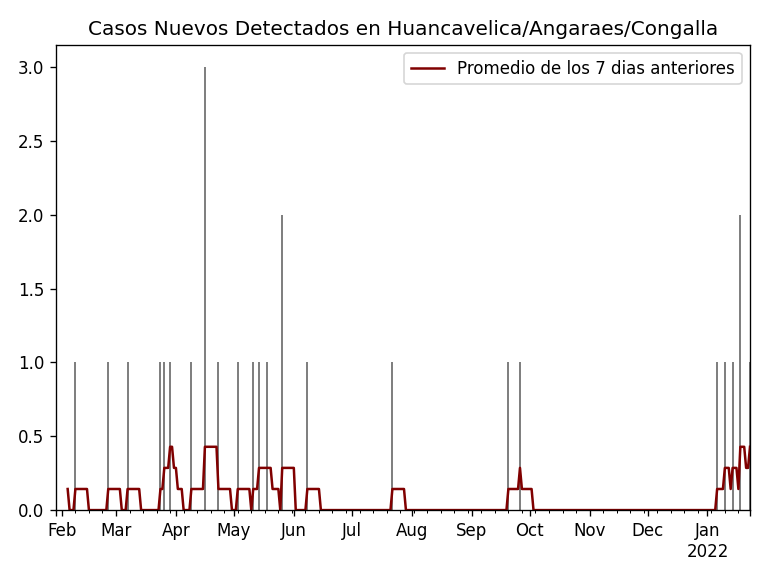 Casos Nuevos Detectados en Huancavelica/Angaraes/Congalla
Promedio de los 7 dias anteriores
3.0
2.5
2.0
1.5
1.0
0.5
0.0
Feb Mar Apr May Jun Jul Aug Sep Oct Nov Dec Jan
2022